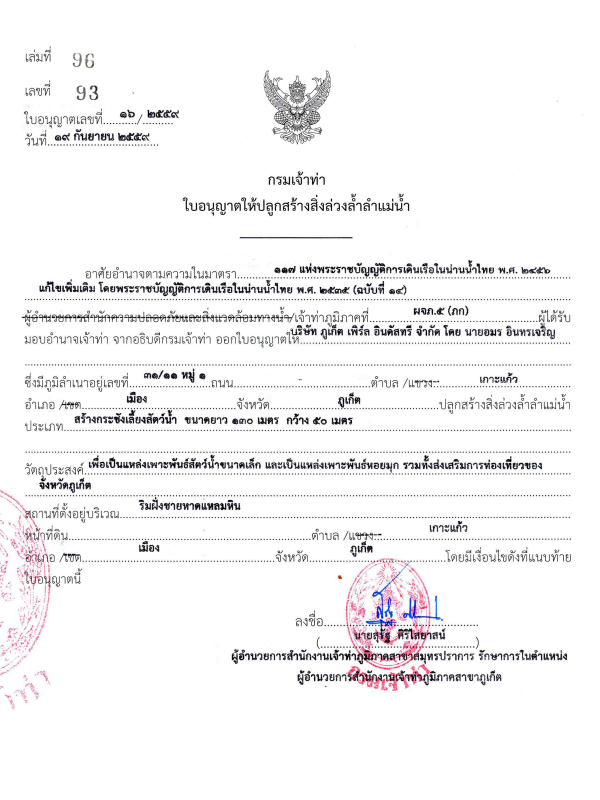 เล่มที่ 96
เลขที่ 93
ใบอนุญาตเลขที่ ๑๖ / ๒๕๕๙
วันที่ ๑๙ กันยายน ๒๕๕๙
กรมเจ้าท่า
ใบอนุญาตให้ปลูกสร้างสิ่งล่วงล้ำลำแม่น้ำ
อาศัยอำนาจตามความในมาตรา ๑๑๗ แห่งพระราชบัญญัติการเดินเรือในน่านน้ำไทย พ.ศ. ๒๔๕๖
แก้ไขเพิ่มเติม โดยพระราชบัญญัติการเดินเรือในน่านน้ำไทย พ.ศ. ๒๕๓๕ (ฉบับที่ ๑๔)
ผู้อำนวยการสำนักความปลอดภัยและสิ่งแวดล้อมทางน้ำ/เจ้าท่าภูมิภาคที่ ผจภ.๕ (ภก) ผู้ได้รับ
มอบอำนาจเจ้าท่า จากอธิบดีกรมเจ้าท่า ออกใบอนุญาตให้ บริษัท ภูเก็ต เพิร์ล อินดัสทรี จำกัด โดย นายอมร อินทรเจริญ
ซึ่งมีภูมิลำเนาอยู่เลขที่ ๓๑/๑๑ หมู่ ๑ ถนน - ตำบล /แขวง เกาะแก้ว
อำเภอ /เขต เมือง จังหวัด ภูเก็ต ปลูกสร้างสิ่งล่วงล้ำลำแม่น้ำ
ประเภท สร้างกระชังเลี้ยงสัตว์น้ำ ขนาดยาว ๑๓๐ เมตร กว้าง ๕๐ เมตร
วัตถุประสงค์ เพื่อเป็นแหล่งเพาะพันธ์สัตว์น้ำขนาดเล็ก และเป็นแหล่งเพาะพันธ์หอยมุก รวมทั้งส่งเสริมการท่องเที่ยวของ
จังหวัดภูเก็ต
สถานที่ตั้งอยู่บริเวณ ริมฝั่งชายหาดแหลมหิน
หน้าที่ดิน ตำบล /แขวง เกาะแก้ว
อำเภอ /เขต เมือง จังหวัด ภูเก็ต โดยมีเงื่อนไขดังที่แนบท้าย
ใบอนุญาตนี้
ลงชื่อ
นายสุรัฐ ศิริไสยาสน์
ผู้อำนวยการสำนักงานเจ้าท่าภูมิภาคสาขาสมุทรปราการ รักษาการในตำแหน่ง
ผู้อำนวยการสำนักงานเจ้าท่าภูมิภาคสาขาภูเก็ต
กรมเจ้าท่า